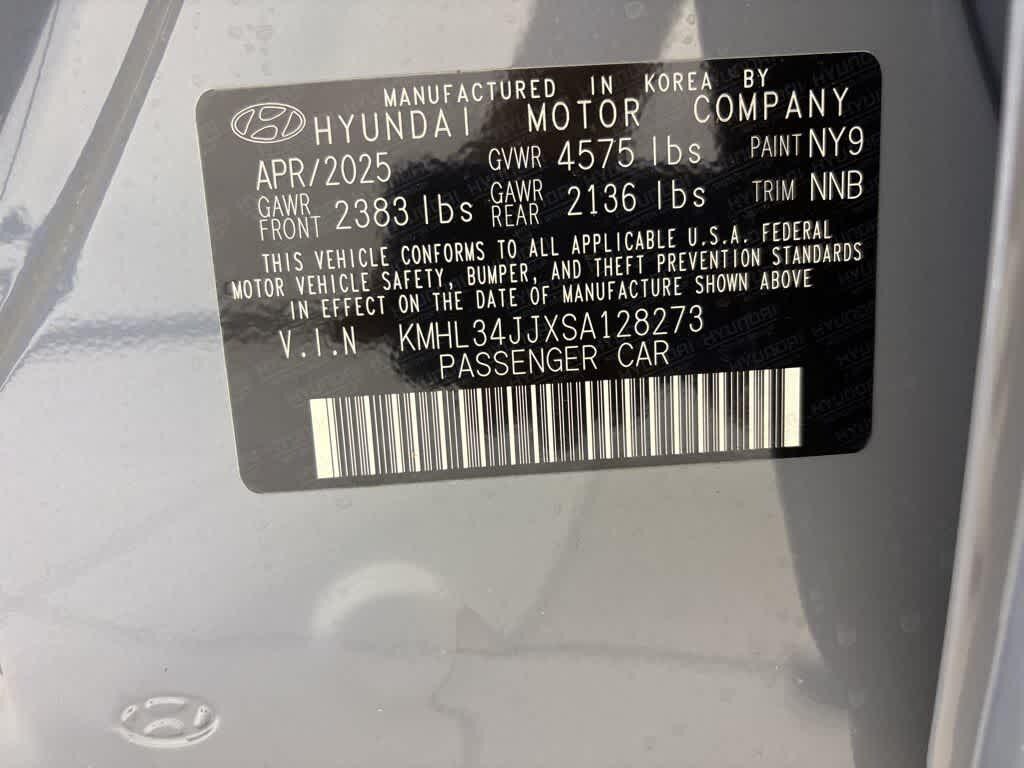 MANUFACTURED IN KOREA BY
HYUNDAI MOTOR COMPANY
APR/2025 GVWR 4575 lbs PAINT NY9
GAWR FRONT 2383 lbs GAWR REAR 2136 lbs TRIM NNB
THIS VEHICLE CONFORMS TO ALL APPLICABLE U.S.A. FEDERAL
MOTOR VEHICLE SAFETY, BUMPER, AND THEFT PREVENTION STANDARDS
IN EFFECT ON THE DATE OF MANUFACTURE SHOWN ABOVE
V.I.N KMHL34JJXSA128273
PASSENGER CAR